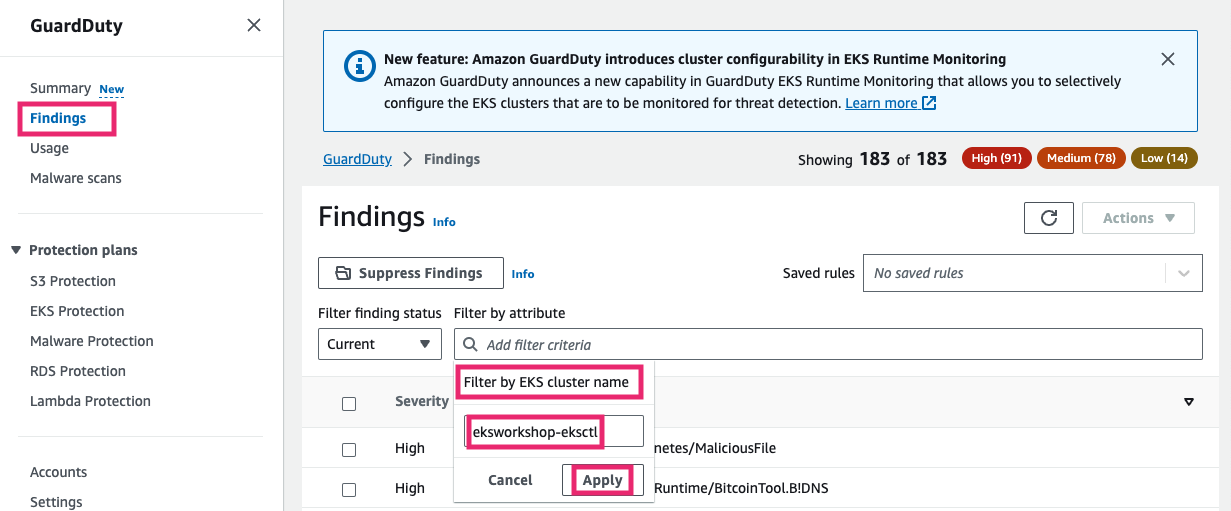 GuardDuty
Summary New
Findings
Usage
Malware scans
Protection plans
S3 Protection
EKS Protection
Malware Protection
RDS Protection
Lambda Protection
Accounts
Settings
New feature: Amazon GuardDuty introduces cluster configurability in EKS Runtime Monitoring
Amazon GuardDuty announces a new capability in GuardDuty EKS Runtime Monitoring that allows you to selectively
configure the EKS clusters that are to be monitored for threat detection. Learn more
GuardDuty > Findings
Showing 183 of 183 High (91) Medium (78) Low (14)
Findings Info
Actions
Suppress Findings Info
Saved rules No saved rules
Filter finding status Filter by attribute
Current Add filter criteria
Filter by EKS cluster name
Severity
eksworkshop-eksctl
High netes/MaliciousFile
Cancel Apply
High Runtime/BitcoinTool.B!DNS